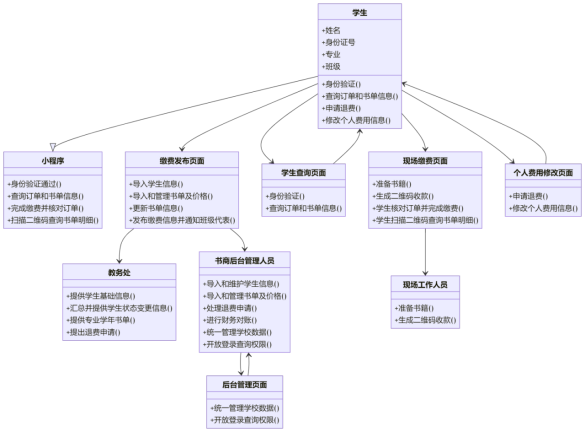 学生
+姓名
+身份证号
+专业
+班级
+身份验证()
+查询订单和书单信息()
+申请退费()
+修改个人费用信息()
小程序
+身份验证通过()
+查询订单和书单信息()
+完成缴费并核对订单()
+扫描二维码查询书单明细()
缴费发布页面
+导入学生信息()
+导入和管理书单及价格()
+更新书单信息()
+发布缴费信息并通知班级代表()
学生查询页面
+身份验证()
+查询订单和书单信息()
现场缴费页面
+准备书籍()
+生成二维码收款()
+学生核对订单并完成缴费()
+学生扫描二维码查询书单明细()
个人费用修改页面
+申请退费()
+修改个人费用信息()
教务处
+提供学生基础信息()
+汇总并提供学生状态变更信息()
+提供专业学年书单()
+提出退费申请()
书商后台管理人员
+导入和维护学生信息()
+导入和管理书单及价格()
+处理退费申请()
+进行财务对账()
+统一管理学校数据()
+开放登录查询权限()
现场工作人员
+准备书籍()
+生成二维码收款()
后台管理页面
+统一管理学校数据()
+开放登录查询权限()